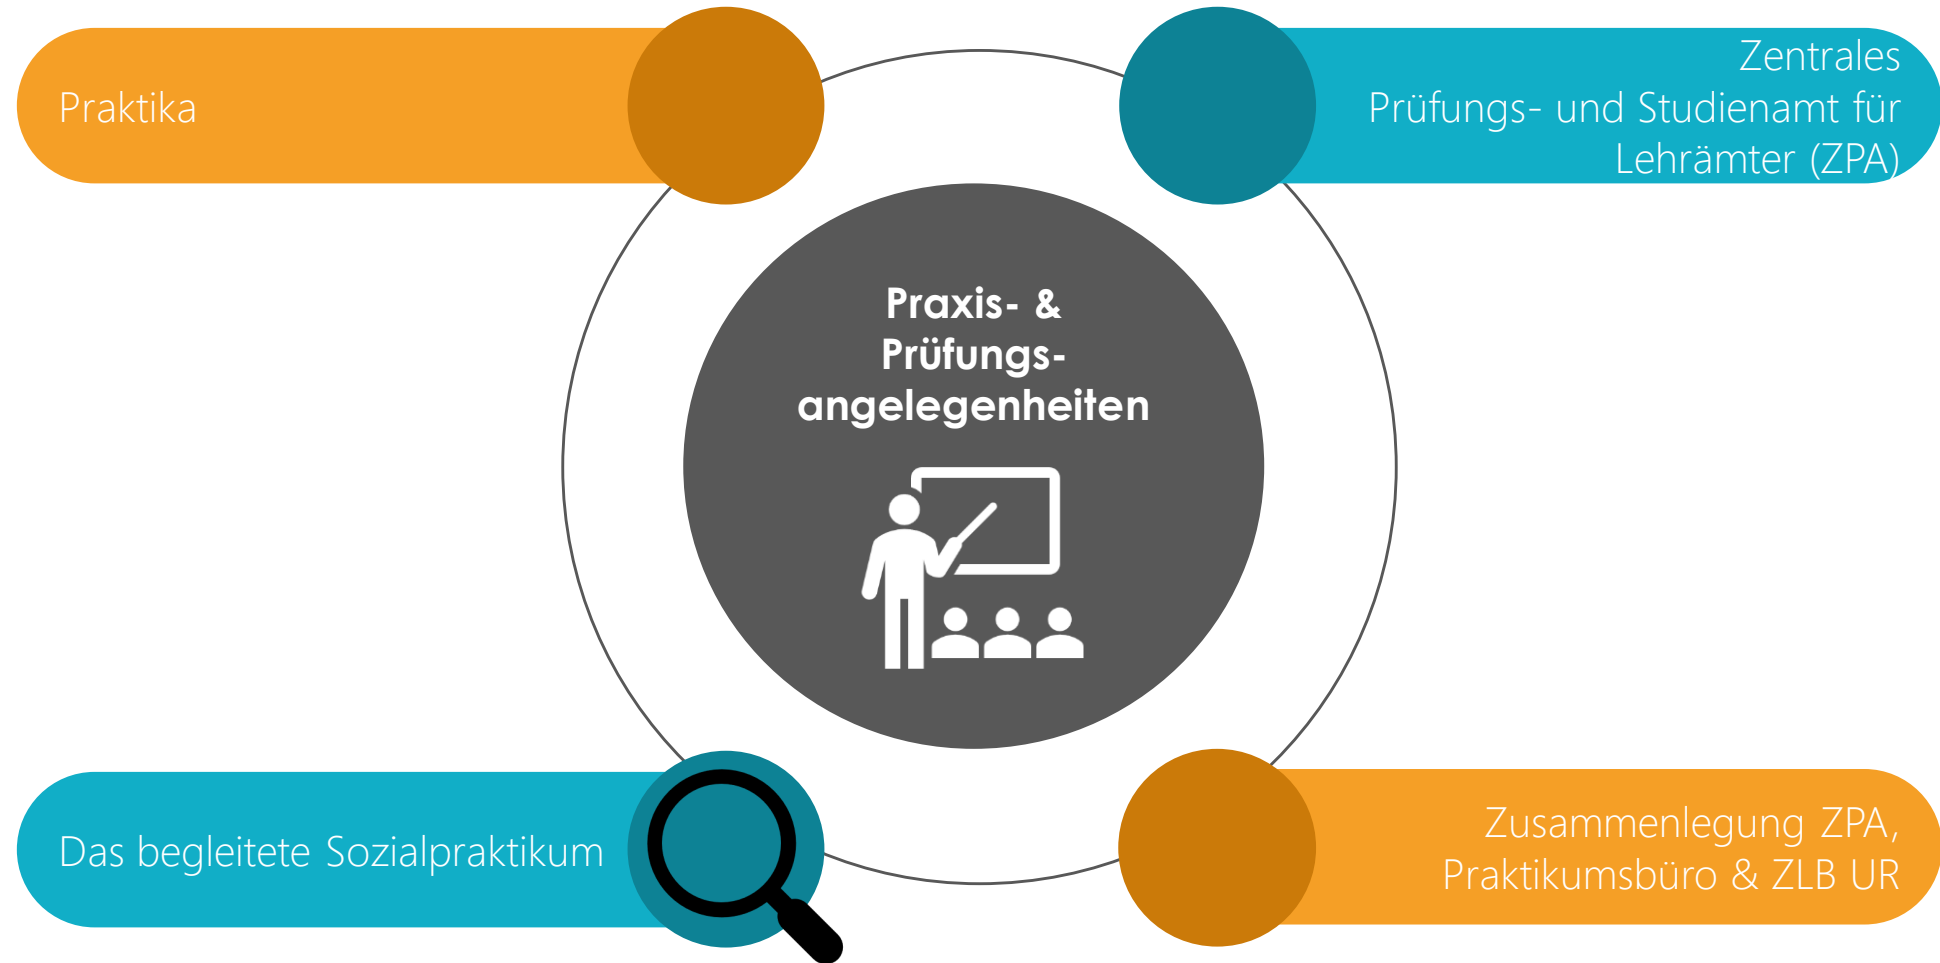 Praktika
Zentrales
Prüfungs- und Studienamt für
Lehrämter (ZPA)
Praxis- &
Prüfungs-
angelegenheiten
Das begleitete Sozialpraktikum
Zusammenlegung ZPA,
Praktikumsbüro & ZLB UR